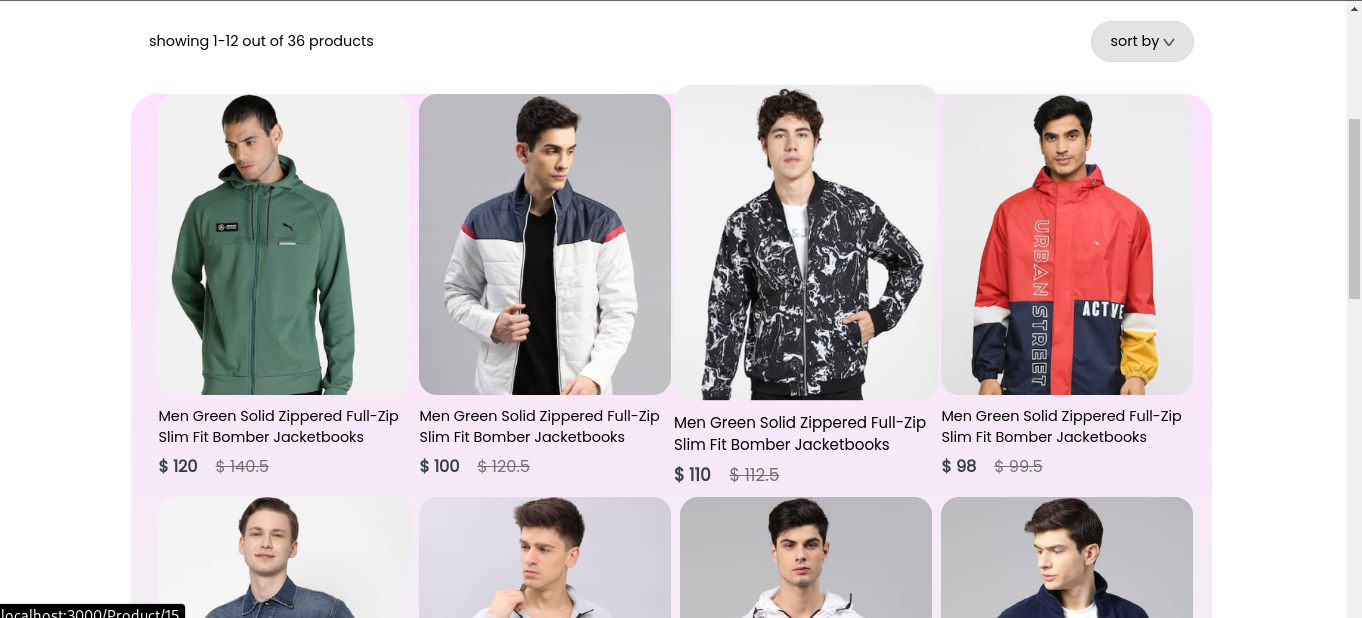 showing 1-12 out of 36 products
sort by
URBAN STREET
ACTVE
Men Green Solid Zippered Full-Zip
Slim Fit Bomber Jacketbooks
$ 120 $ 140.5
Men Green Solid Zippered Full-Zip
Slim Fit Bomber Jacketbooks
$ 100 $ 120.5
Men Green Solid Zippered Full-Zip
Slim Fit Bomber Jacketbooks
$ 110 $ 112.5
Men Green Solid Zippered Full-Zip
Slim Fit Bomber Jacketbooks
$ 98 $ 99.5
localhost:3000/Product/15